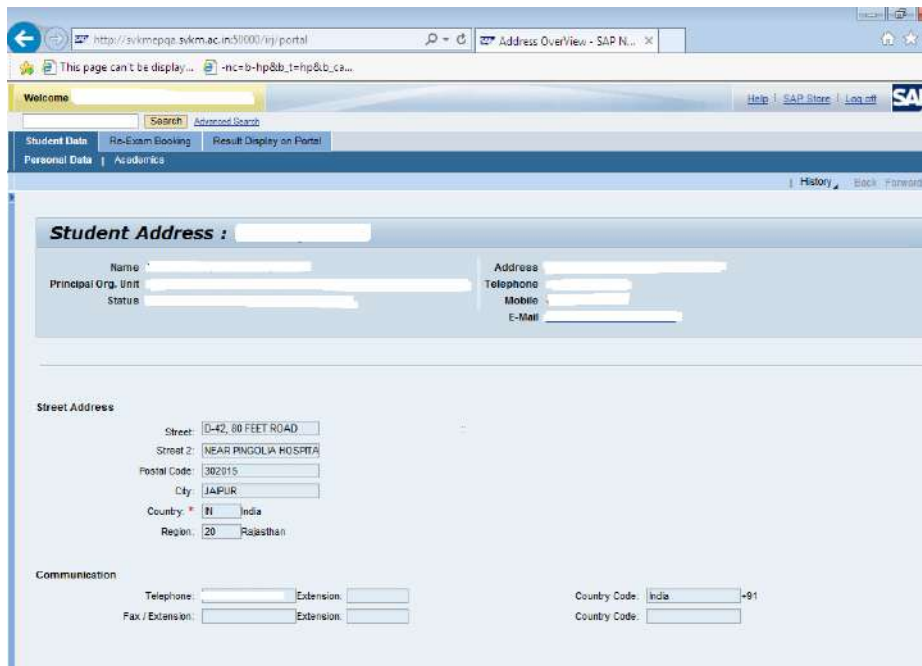 http://svkmepqa.svkm.ac.in:50000/irj/portal
Address OverView - SAP N...
This page can't be display...
-nc=b-hp&b_t=hp&b_ca...
Welcome
Help | SAP Store | Log off
SA
Search Advanced Search
Student Data Re-Exam Booking Result Display on Portal
Personal Data | Academics
| History Back Forward
Student Address :
Name Address
Principal Org. Unit Telephone
Status Mobile
E-Mail
Street Address
Street: D-42, 80 FEET ROAD
Street 2: NEAR PINGOLIA HOSPITA
Postal Code: 302015
City: JAIPUR
Country: * IN India
Region: 20 Rajasthan
Communication
Telephone: Extension: Country Code: India +91
Fax / Extension: Extension: Country Code: